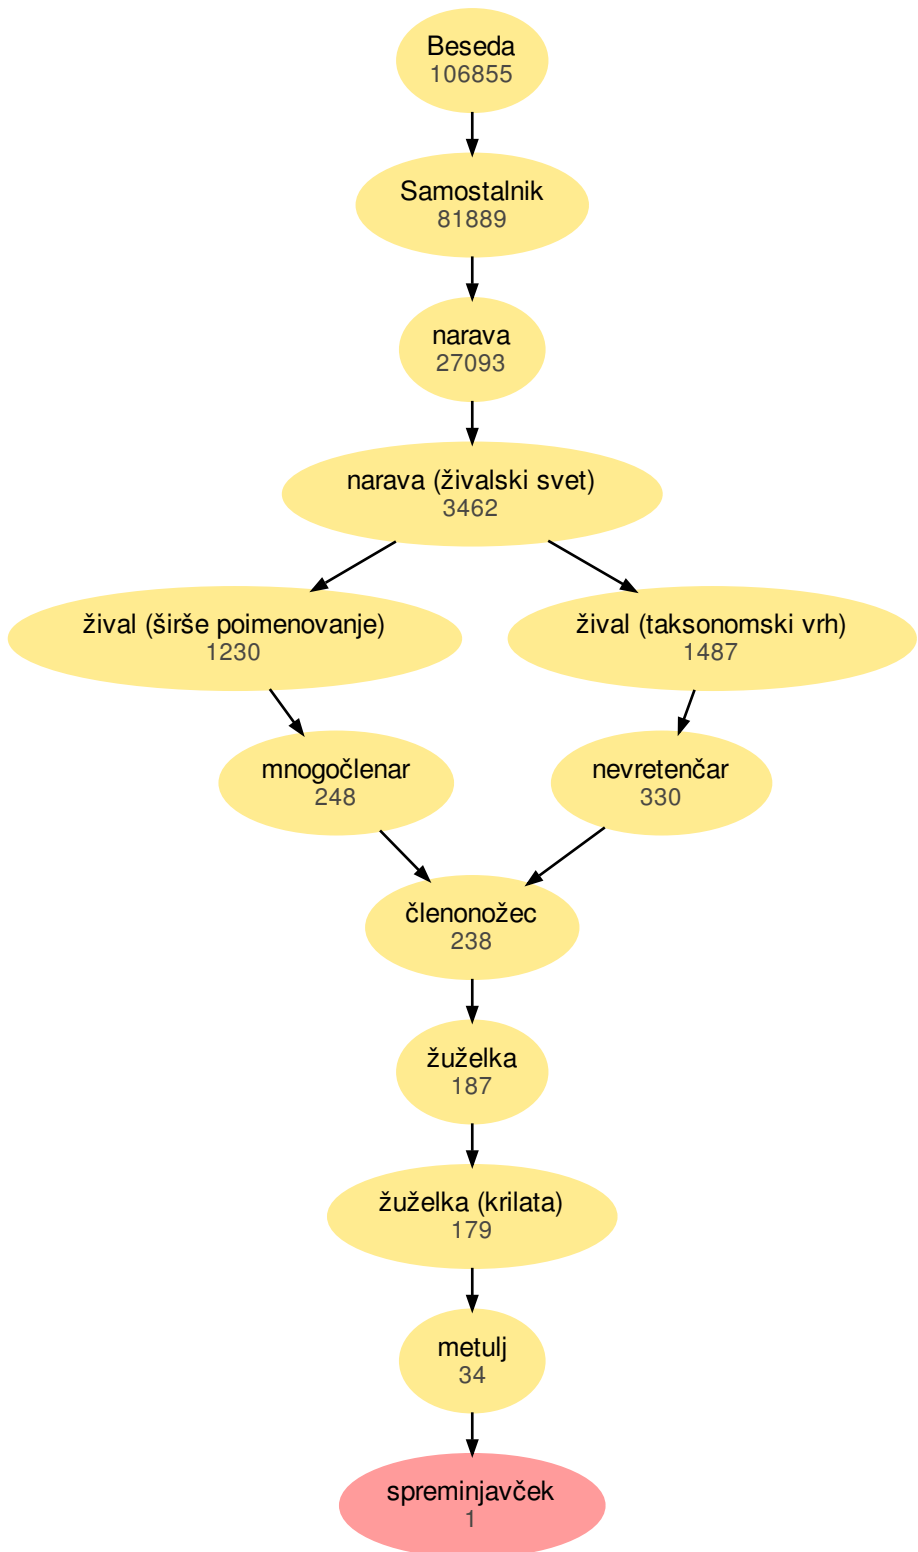 Beseda
106855
Samostalnik
81889
narava
27093
narava (živalski svet)
3462
žival (širše poimenovanje)
1230
žival (taksonomski vrh)
1487
mnogočlenar
248
nevretenčar
330
členonožec
238
žuželka
187
žuželka (krilata)
179
metulj
34
spreminjavček
1